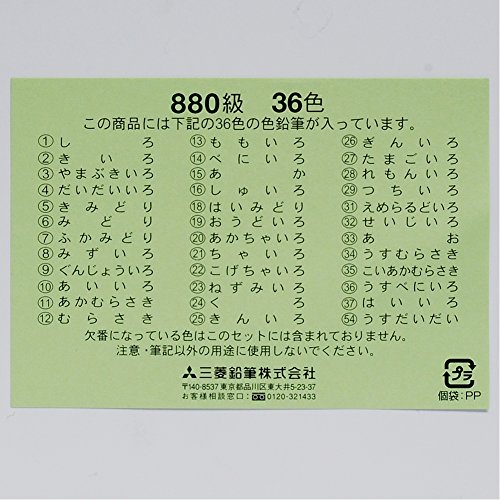 880級 36色
この商品には下記の36色の色鉛筆が入っています。
①しろ
②きいろ
③やまぶきいろ
④だいだいいろ
⑤きみどり
⑥みどり
⑦ふかみどり
⑧みずいろ
⑨ぐんじょういろ
⑩あいいろ
⑪あかむらさき
⑫むらさき
⑬ももいろ
⑭べにいろ
⑮あか
⑯しゅいろ
⑱はいみどり
⑲おうどいろ
⑳あかちゃいろ
㉑ちゃいろ
㉒こげちゃいろ
㉓ねずみいろ
㉔くろ
㉕きんいろ
㉖ぎんいろ
㉗たまごいろ
㉘れもんいろ
㉙つちいろ
㉛えめらるどいろ
㉜せいじいろ
㉝あお
㉞うすむらさき
㉟こいあかむらさき
㊱うすべにいろ
㊲はいいろ
54うすだいだい
欠番になっている色はこのセットには含まれておりません。
注意・筆記以外の用途に使用しないでください。
三菱鉛筆株式会社
〒140-8537 東京都品川区東大井5-23-37
お客様相談窓口:0120-321433
プラ
個袋:PP